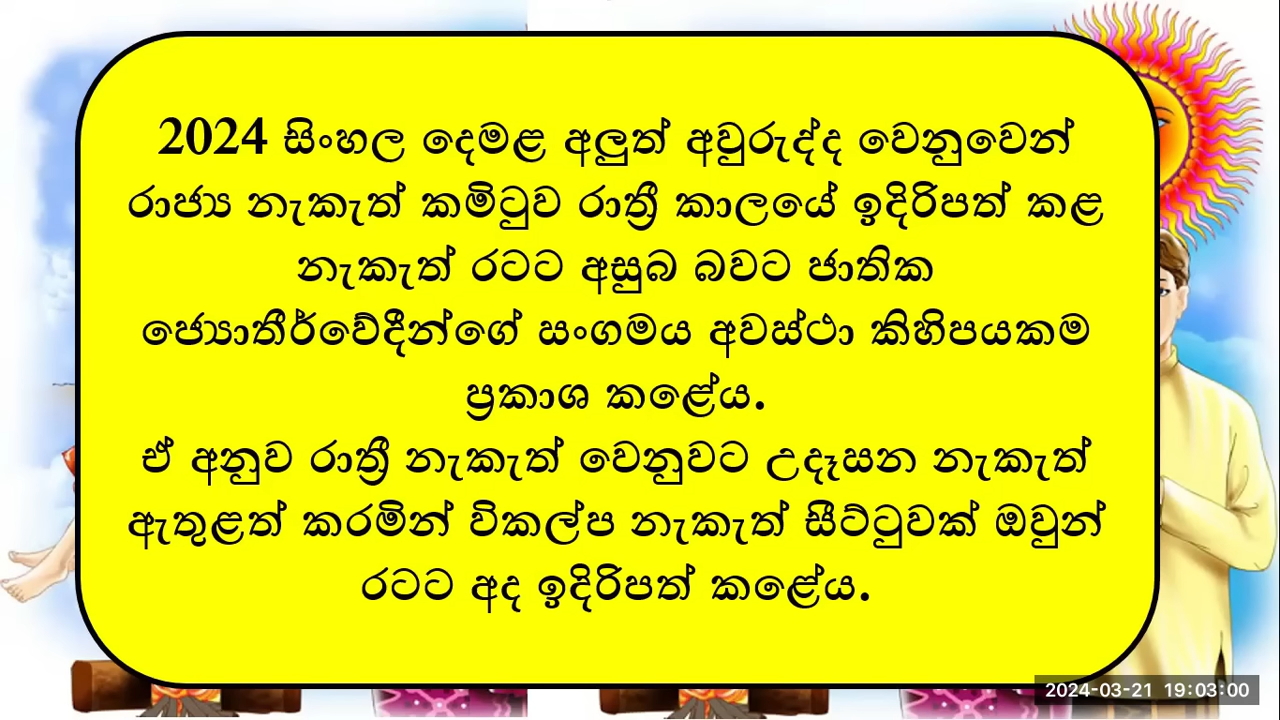 2024 සිංහල දෙමළ අලුත් අවුරුද්ද වෙනුවෙන්
රාජ්‍ය නැකැත් කමිටුව රාත්‍රී කාලයේ ඉදිරිපත් කළ
නැකැත් රටට අසුබ බවට ජාතික
ජ්‍යොතීර්වේදීන්ගේ සංගමය අවස්ථා කිහිපයකම
ප්‍රකාශ කළේය.
ඒ අනුව රාත්‍රී නැකැත් වෙනුවට උදෑසන නැකැත්
ඇතුළත් කරමින් විකල්ප නැකැත් සීට්ටුවක් ඔවුන්
රටට අද ඉදිරිපත් කළේය.
2024-03-21 19:03:00